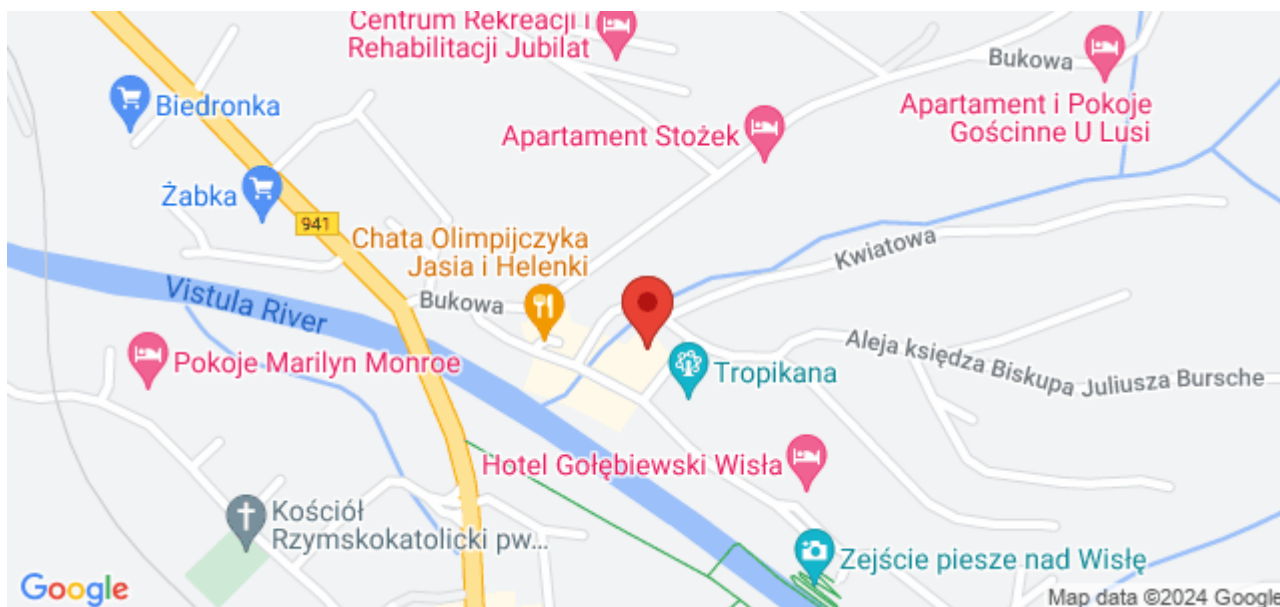 Centrum Rekreacji i
Rehabilitacji Jubilat
Bukowa
Biedronka
Apartament i Pokoje
Gościnne U Lusi
Apartament Stożek
Żabka
941
Chata Olimpijczyka
Jasia i Helenki
Kwiatowa
Vistula River
Bukowa
Aleja księdza Biskupa Juliusza Bursche
Pokoje Marilyn Monroe
Tropikana
Hotel Gołębiewski Wisła
Kościół
Rzymskokatolicki pw...
Zejście piesze nad Wisłę
Google
Map data ©2024 Google